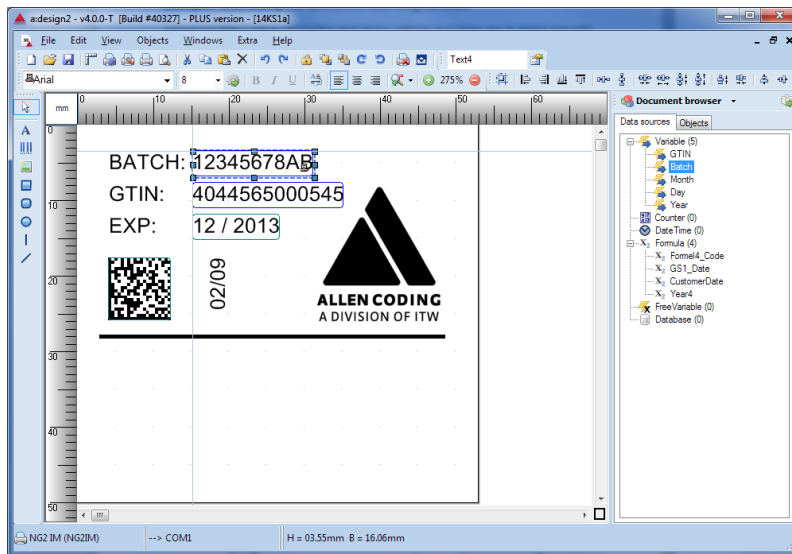 a:design2 - v4.0.0-T [Build #40327] - PLUS version - [14KS1a]
File Edit View Objects Windows Extra Help
Text4
Arial 8 B I U 275%
Document browser
mm 0 10 20 30 40 50 60
Data sources Objects
0
Variable (5)
BATCH: 12345678AB
GTIN
Batch
Month
GTIN: 4044565000545
Day
Year
10
EXP: 12 / 2013
Counter (0)
DateTime (0)
Formula (4)
Formel4_Code
02/09
GS1_Date
20
CustomerDate
ALLEN CODING
Year4
A DIVISION OF ITW
FreeVariable (0)
Database (0)
30
40
50
NG2 IM (NG2IM) --> COM1 H = 03.55mm B = 16.06mm